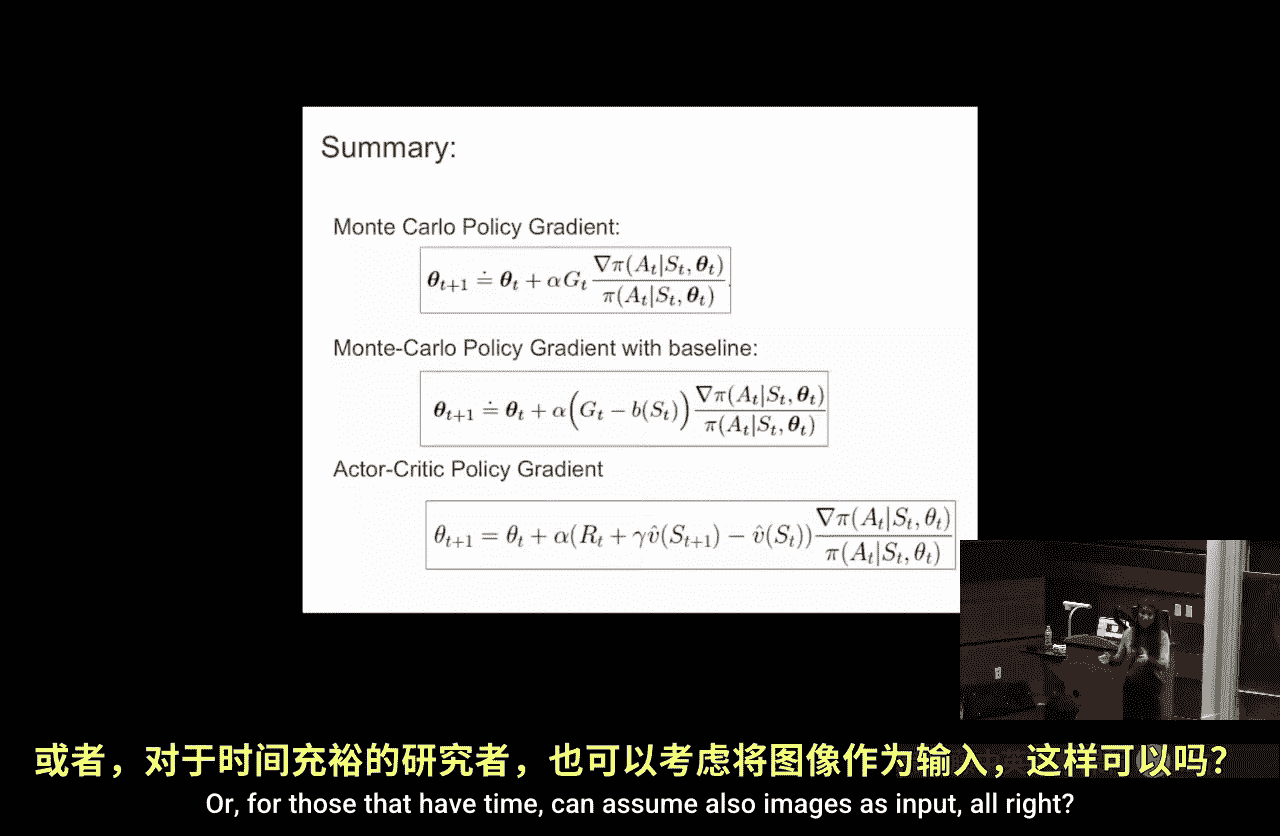 Summary:
Monte Carlo Policy Gradient:
θ_{t+1} ≐ θ_t + αG_t ∇π(A_t|S_t, θ_t) / π(A_t|S_t, θ_t)
Monte-Carlo Policy Gradient with baseline:
θ_{t+1} ≐ θ_t + α(G_t − b(S_t)) ∇π(A_t|S_t, θ_t) / π(A_t|S_t, θ_t)
Actor-Critic Policy Gradient
θ_{t+1} = θ_t + α(R_t + γv̂(S_{t+1}) − v̂(S_t)) ∇π(A_t|S_t, θ_t) / π(A_t|S_t, θ_t)
或者，对于时间充裕的研究者，也可以考虑将图像作为输入，这样可以吗？
Or, for those that have time, can assume also images as input, all right?